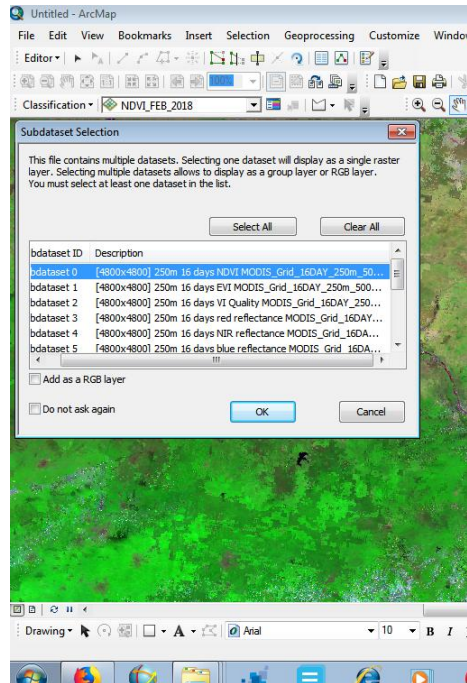 Untitled - ArcMap
File Edit View Bookmarks Insert Selection Geoprocessing Customize Windo
Editor
100%
Classification NDVI_FEB_2018
Subdataset Selection
This file contains multiple datasets. Selecting one dataset will display as a single raster
layer. Selecting multiple datasets allows to display as a group layer or RGB layer.
You must select at least one dataset in the list.
Select All Clear All
bdataset ID Description
bdataset 0 [4800x4800] 250m 16 days NDVI MODIS_Grid_16DAY_250m_50...
bdataset 1 [4800x4800] 250m 16 days EVI MODIS_Grid_16DAY_250m_500...
bdataset 2 [4800x4800] 250m 16 days VI Quality MODIS_Grid_16DAY_250...
bdataset 3 [4800x4800] 250m 16 days red reflectance MODIS_Grid_16DAY...
bdataset 4 [4800x4800] 250m 16 days NIR reflectance MODIS_Grid_16DA...
bdataset 5 [4800x4800] 250m 16 days blue reflectance MODIS_Grid_16DA...
Add as a RGB layer
Do not ask again OK Cancel
Drawing A Arial 10 B I